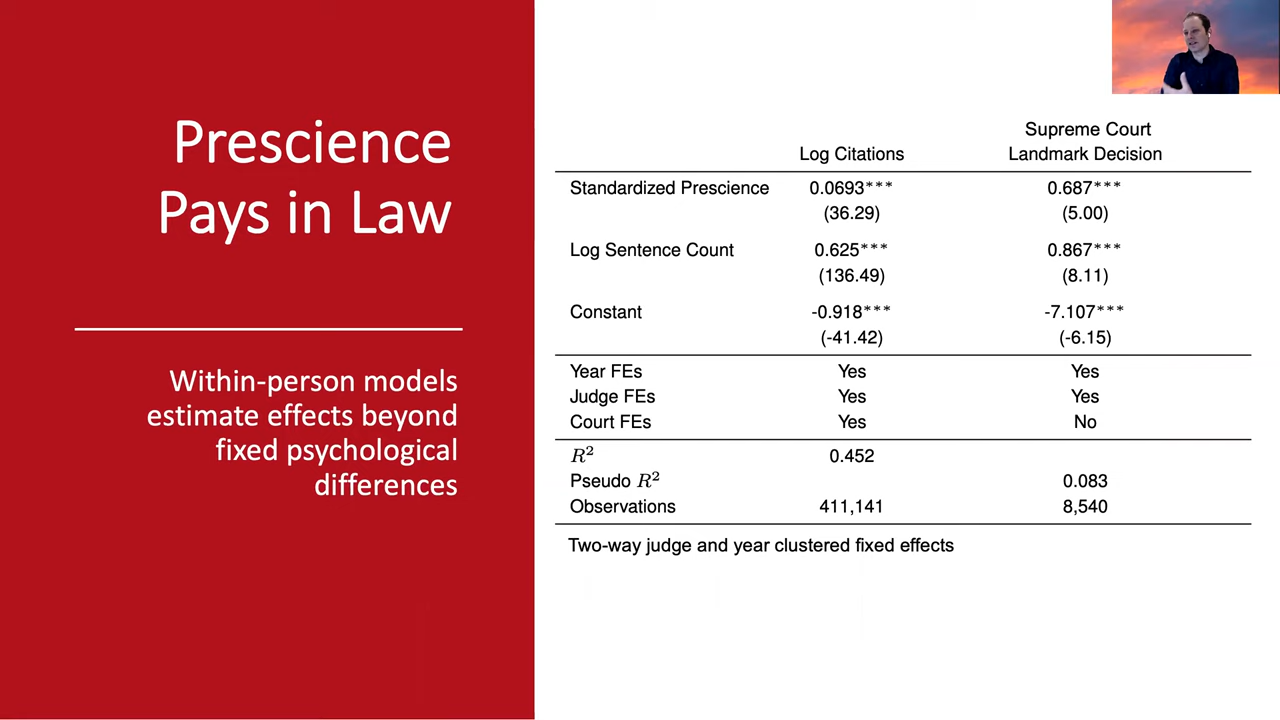 Prescience
Pays in Law
Within-person models
estimate effects beyond
fixed psychological
differences
Supreme Court
Log Citations Landmark Decision
Standardized Prescience 0.0693*** 0.687***
(36.29) (5.00)
Log Sentence Count 0.625*** 0.867***
(136.49) (8.11)
Constant -0.918*** -7.107***
(-41.42) (-6.15)
Year FEs Yes Yes
Judge FEs Yes Yes
Court FEs Yes No
R² 0.452
Pseudo R² 0.083
Observations 411,141 8,540
Two-way judge and year clustered fixed effects